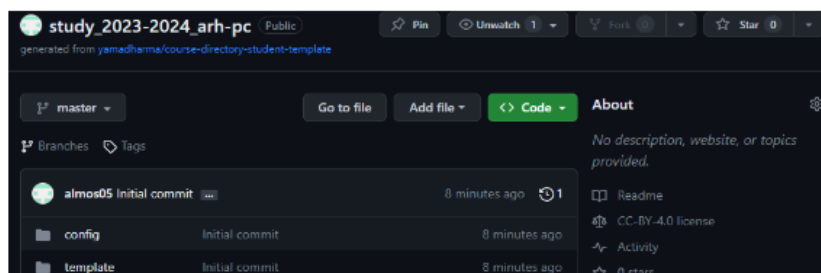 study_2023-2024_arh-pc Public Pin Unwatch 1 Fork 0 Star 0
generated from yamadharma/course-directory-student-template
master Go to file Add file <> Code
Branches Tags
almos05 Initial commit ... 8 minutes ago 1
config Initial commit 8 minutes ago
template Initial commit 8 minutes ago
About
No description, website, or topics
provided.
Readme
CC-BY-4.0 license
Activity
0 stars